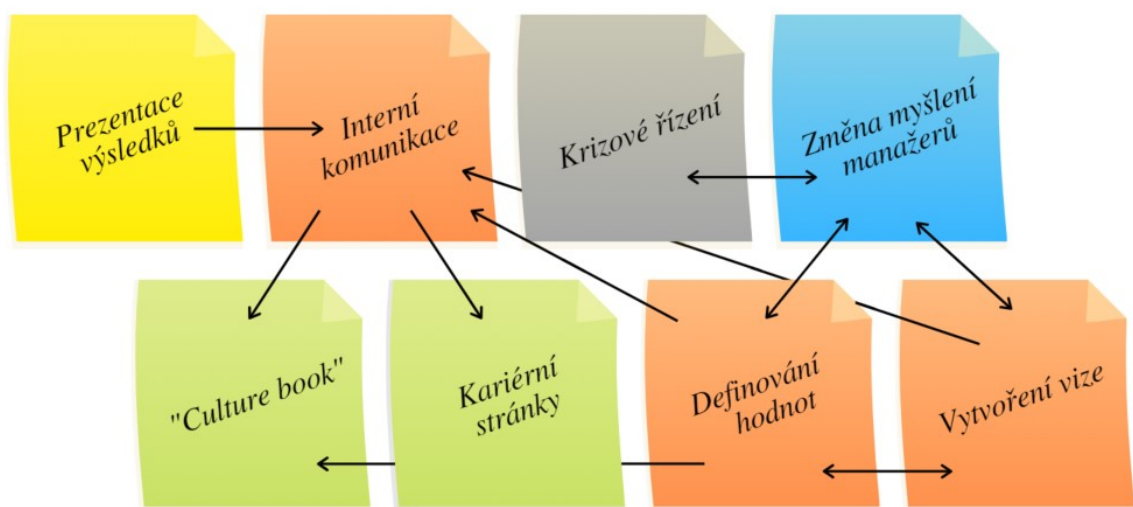 Prezentace
výsledků
Interní
komunikace
Krizové řízení
Změna myšlení
manažerů
"Culture book"
Kariérní
stránky
Definování
hodnot
Vytvoření vize